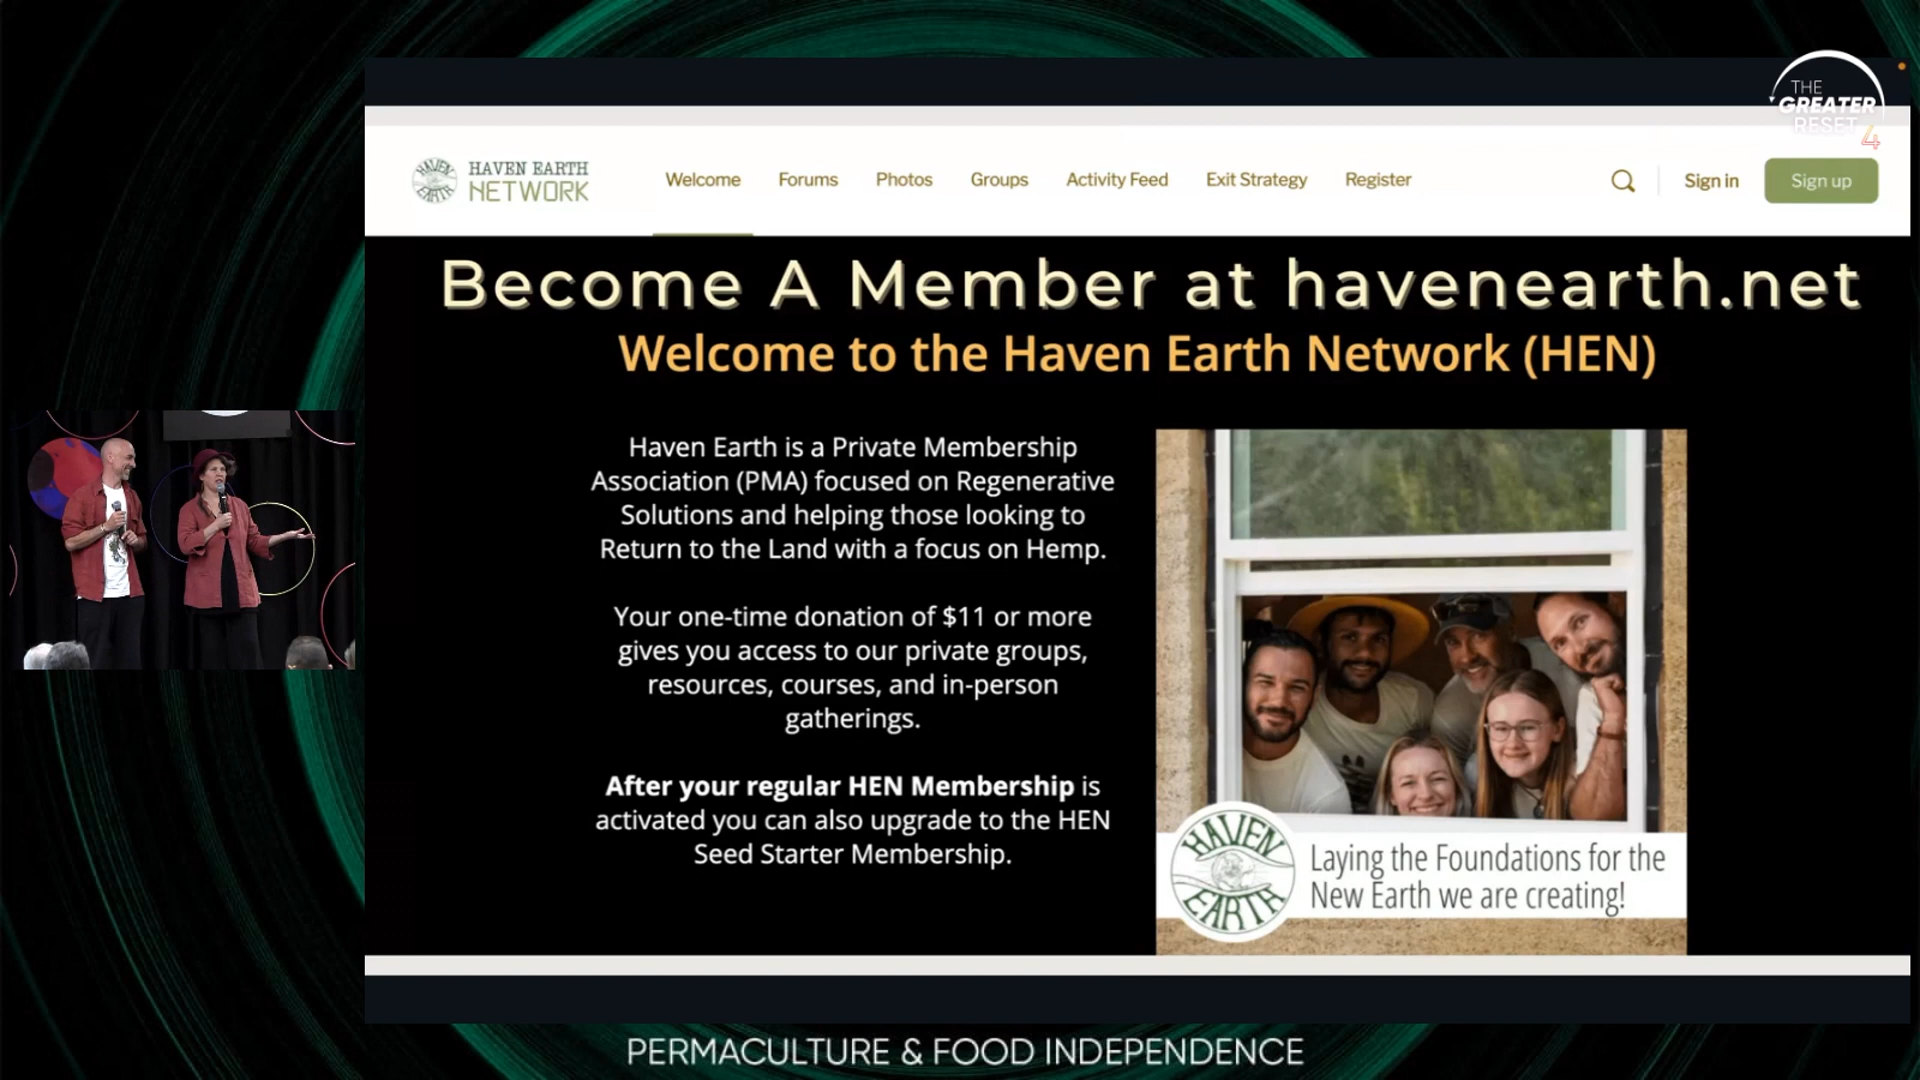 THE
GREATER
RESET
4
HAVEN EARTH
NETWORK
Welcome
Forums
Photos
Groups
Activity Feed
Exit Strategy
Register
Sign in
Sign up
Become A Member at havenearth.net
Welcome to the Haven Earth Network (HEN)
Haven Earth is a Private Membership
Association (PMA) focused on Regenerative
Solutions and helping those looking to
Return to the Land with a focus on Hemp.
Your one-time donation of $11 or more
gives you access to our private groups,
resources, courses, and in-person
gatherings.
After your regular HEN Membership is
activated you can also upgrade to the HEN
Seed Starter Membership.
HAVEN
EARTH
Laying the Foundations for the
New Earth we are creating!
PERMACULTURE & FOOD INDEPENDENCE